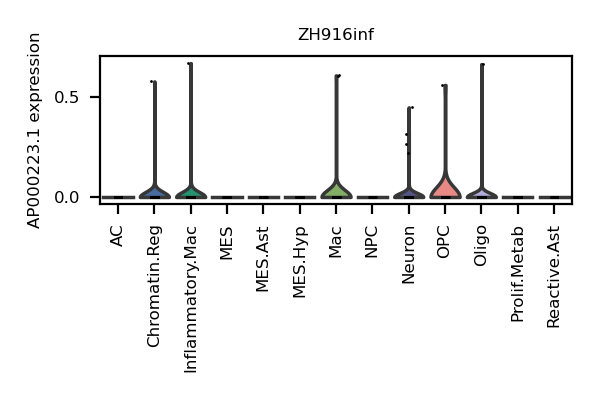 ZH916inf
AP000223.1 expression
0.5
0.0
AC
Chromatin.Reg
Inflammatory.Mac
MES
MES.Ast
MES.Hyp
Mac
NPC
Neuron
OPC
Oligo
Prolif.Metab
Reactive.Ast